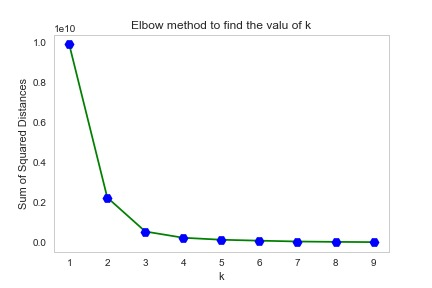 Elbow method to find the valu of k
1e10
1.0
0.8
0.6
0.4
0.2
0.0
Sum of Squared Distances
1 2 3 4 5 6 7 8 9
k